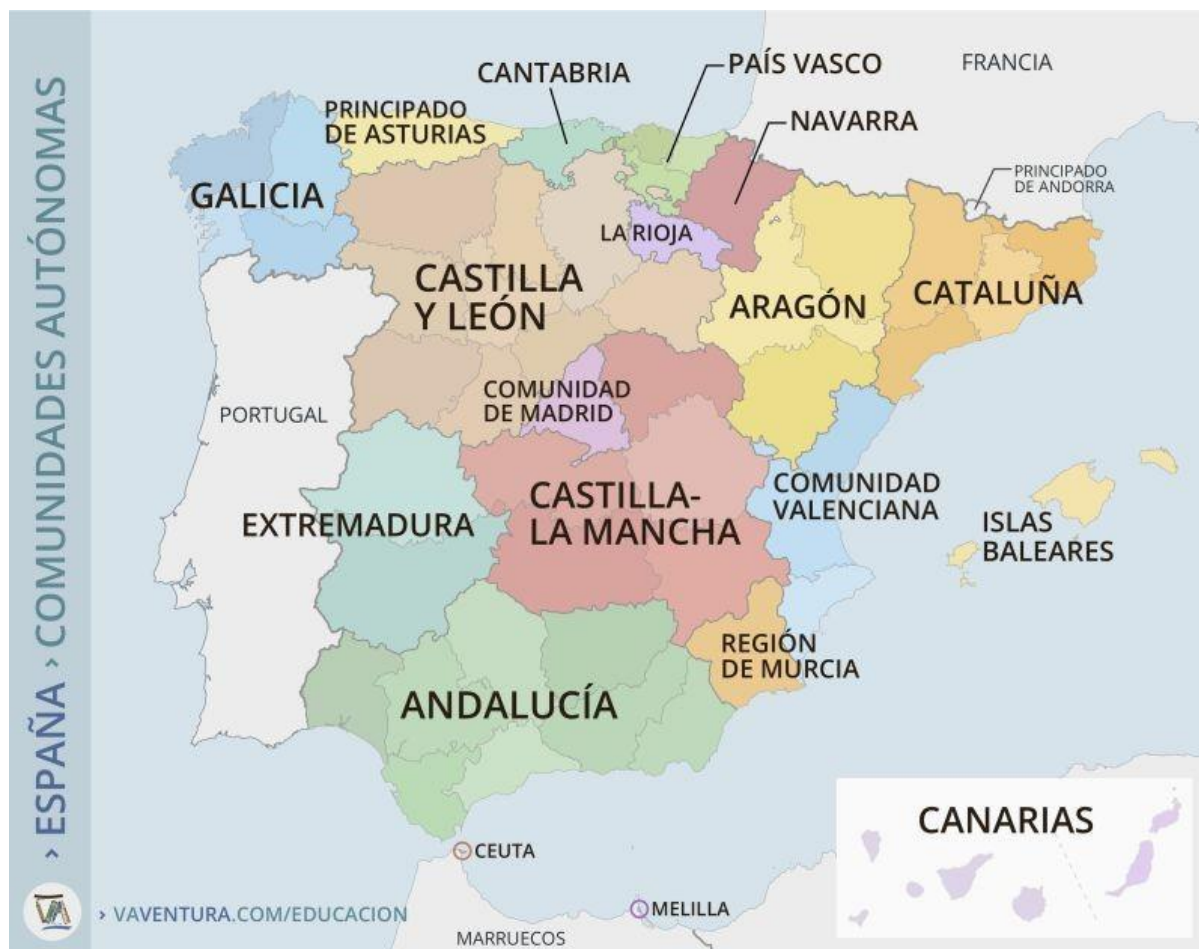 > ESPAÑA > COMUNIDADES AUTÓNOMAS
CANTABRIA
PAÍS VASCO
FRANCIA
PRINCIPADO
DE ASTURIAS
NAVARRA
PRINCIPADO
DE ANDORRA
GALICIA
LA RIOJA
CASTILLA
Y LEÓN
ARAGÓN
CATALUÑA
COMUNIDAD
DE MADRID
PORTUGAL
CASTILLA-
LA MANCHA
COMUNIDAD
VALENCIANA
EXTREMADURA
ISLAS
BALEARES
REGIÓN
DE MURCIA
ANDALUCÍA
CANARIAS
CEUTA
MELILLA
MARRUECOS
VA
> VAVENTURA.COM/EDUCACION